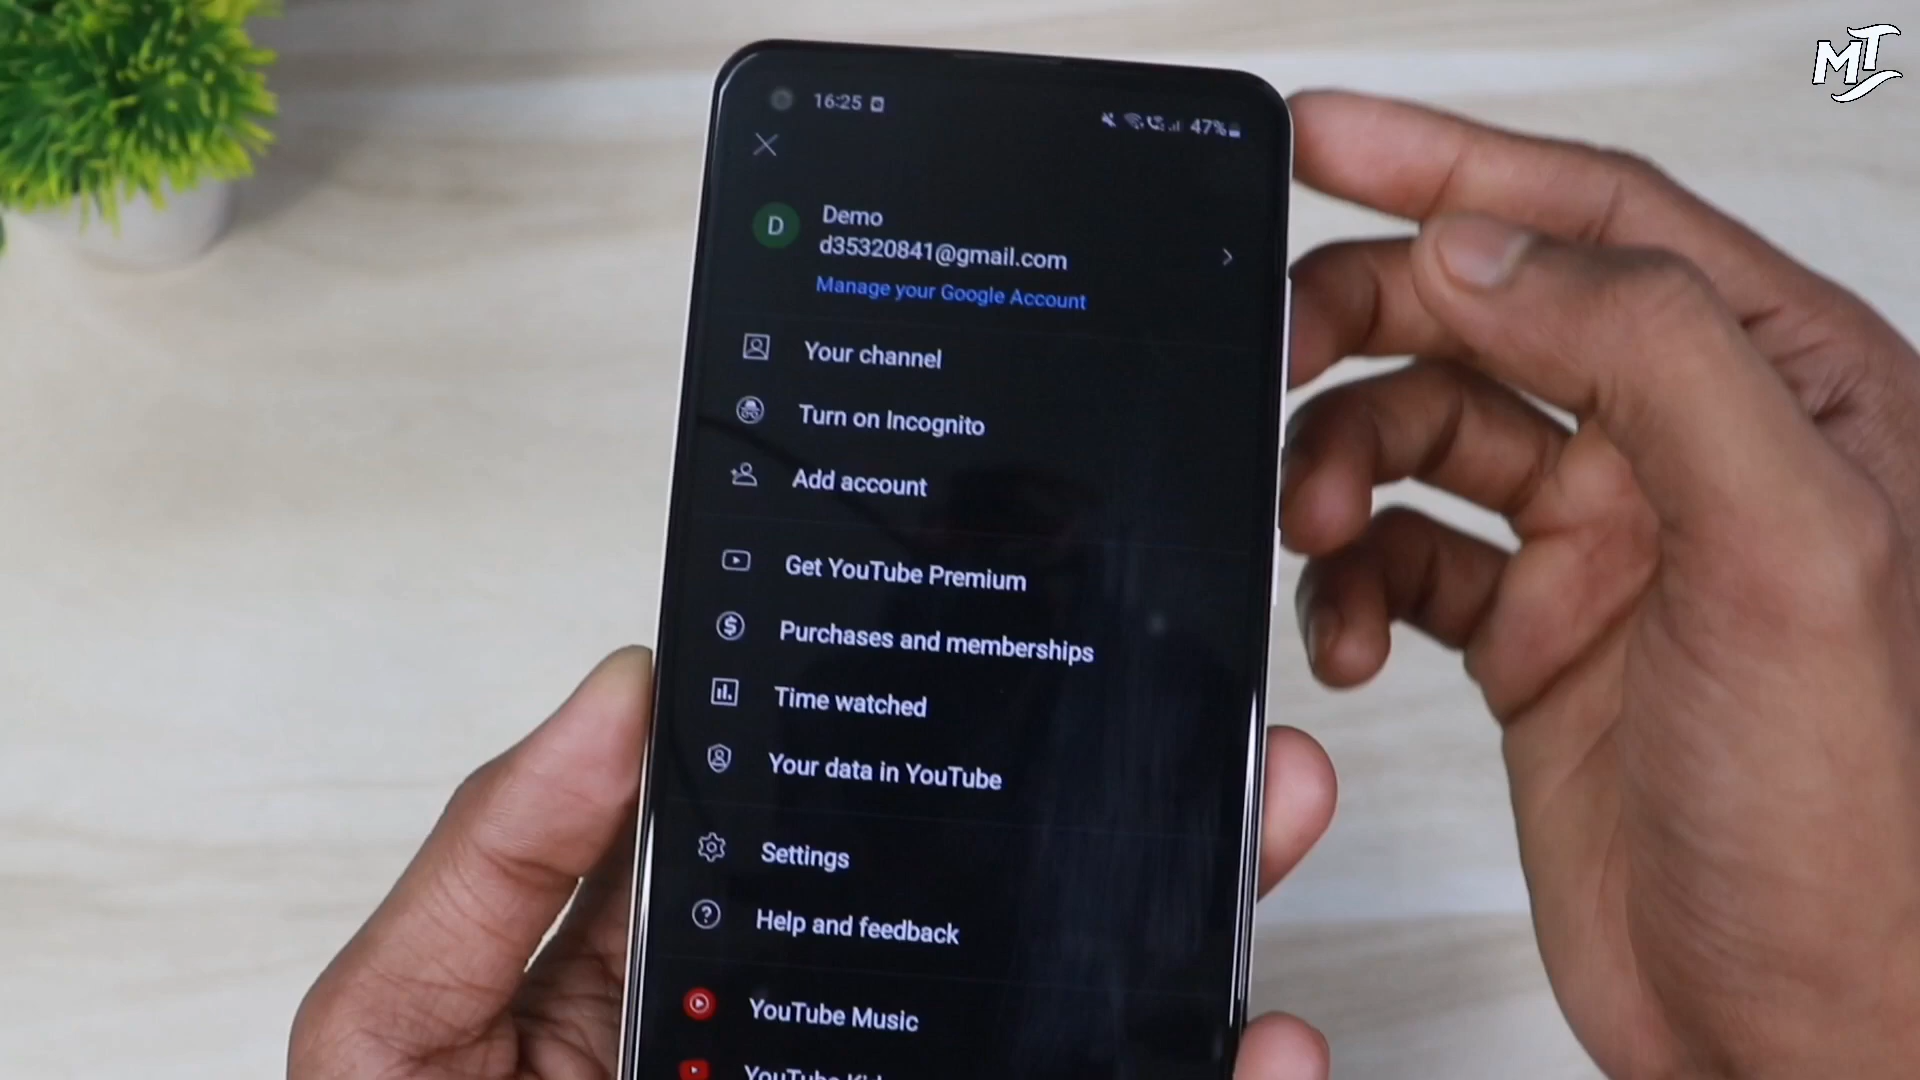 MT
16:25
47%
D
Demo
d35320841@gmail.com
Manage your Google Account
Your channel
Turn on Incognito
Add account
Get YouTube Premium
Purchases and memberships
Time watched
Your data in YouTube
Settings
Help and feedback
YouTube Music
YouTube